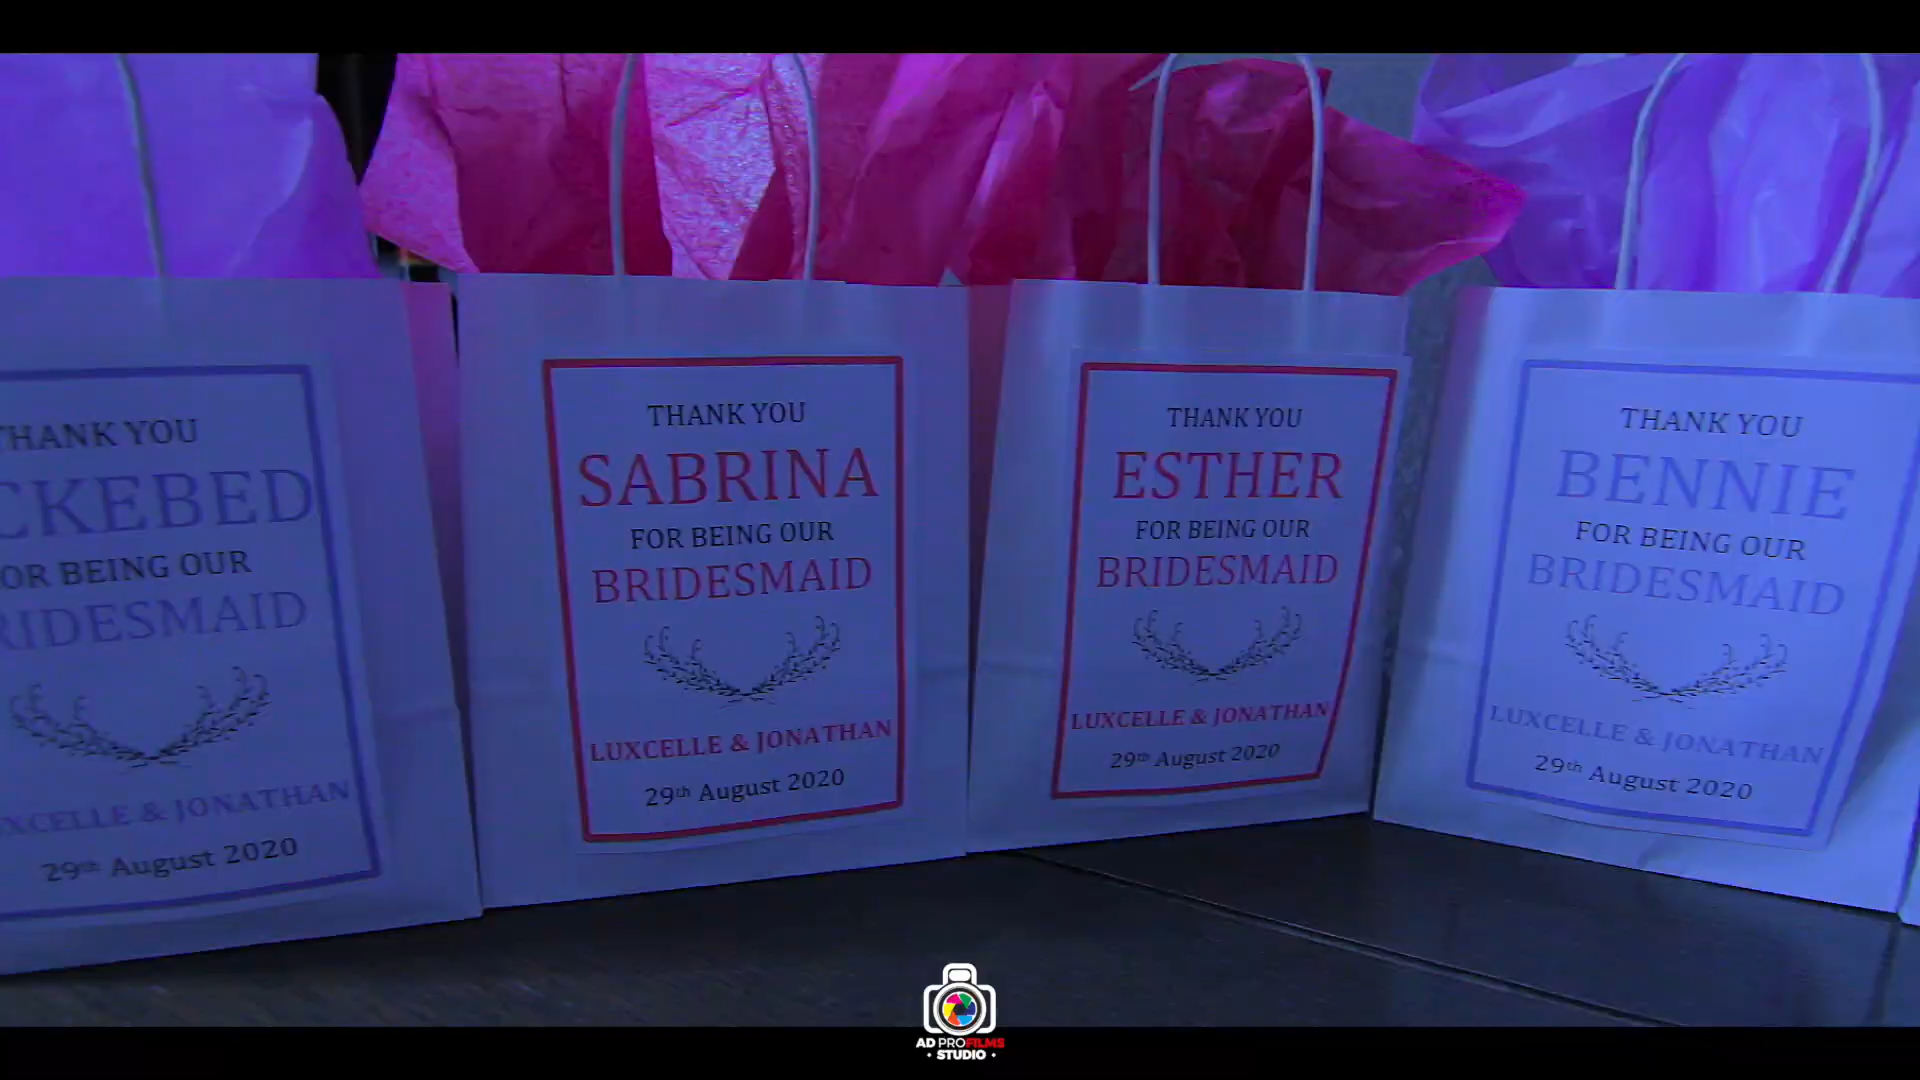 THANK YOU
CKEBED
OR BEING OUR
RIDESMAID
XCELLE & JONATHAN
29th August 2020
THANK YOU
SABRINA
FOR BEING OUR
BRIDESMAID
LUXCELLE & JONATHAN
29th August 2020
THANK YOU
ESTHER
FOR BEING OUR
BRIDESMAID
LUXCELLE & JONATHAN
29th August 2020
THANK YOU
BENNIE
FOR BEING OUR
BRIDESMAID
LUXCELLE & JONATHAN
29th August 2020
AD PROFILMS
• STUDIO •